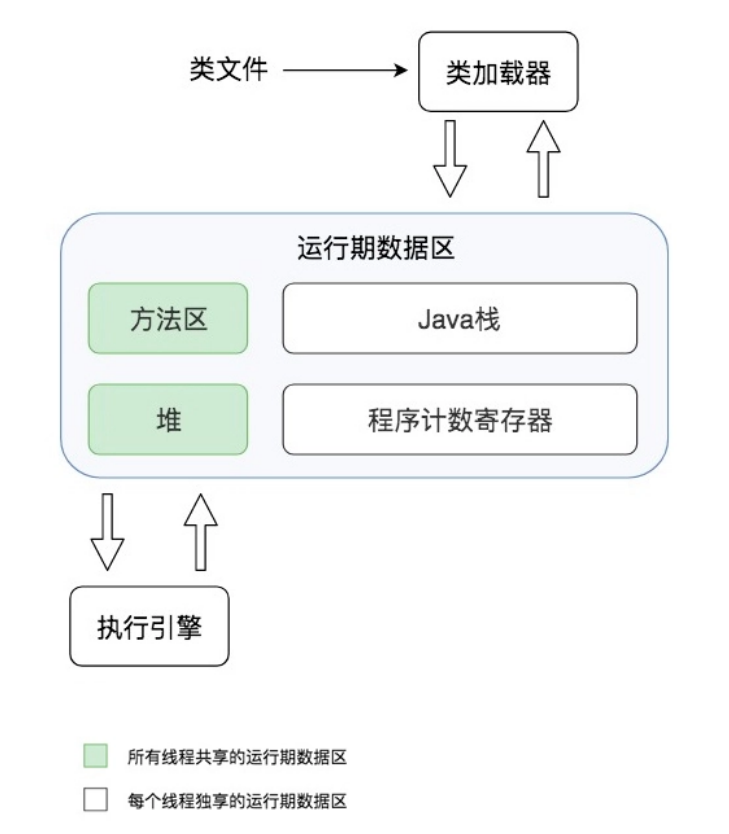 类文件
类加载器
运行期数据区
方法区
Java栈
堆
程序计数寄存器
执行引擎
所有线程共享的运行期数据区
每个线程独享的运行期数据区